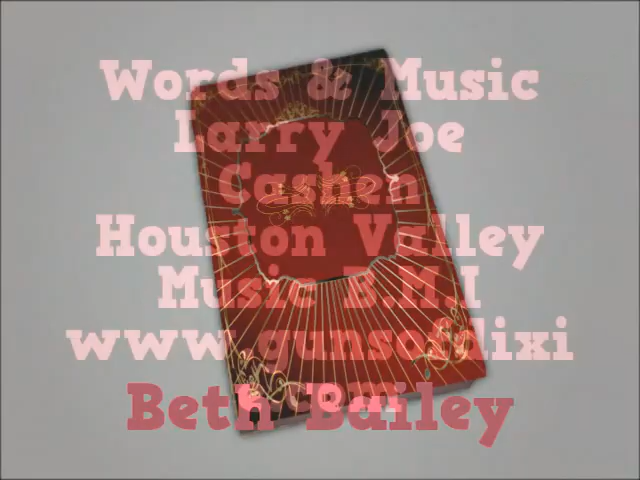 Words & Music
Larry Joe
Cashen
Houston Valley
Music B.M.I
www.gunsofdixi
Beth Bailey